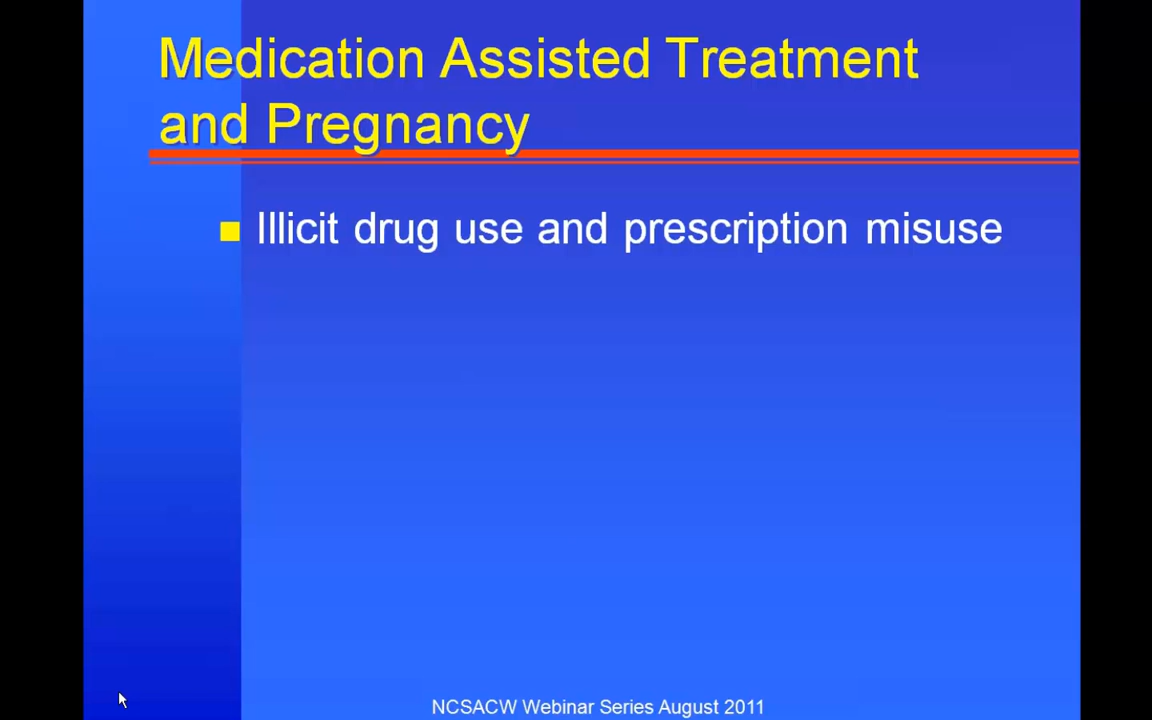 Medication Assisted Treatment
and Pregnancy
Illicit drug use and prescription misuse
NCSACW Webinar Series August 2011